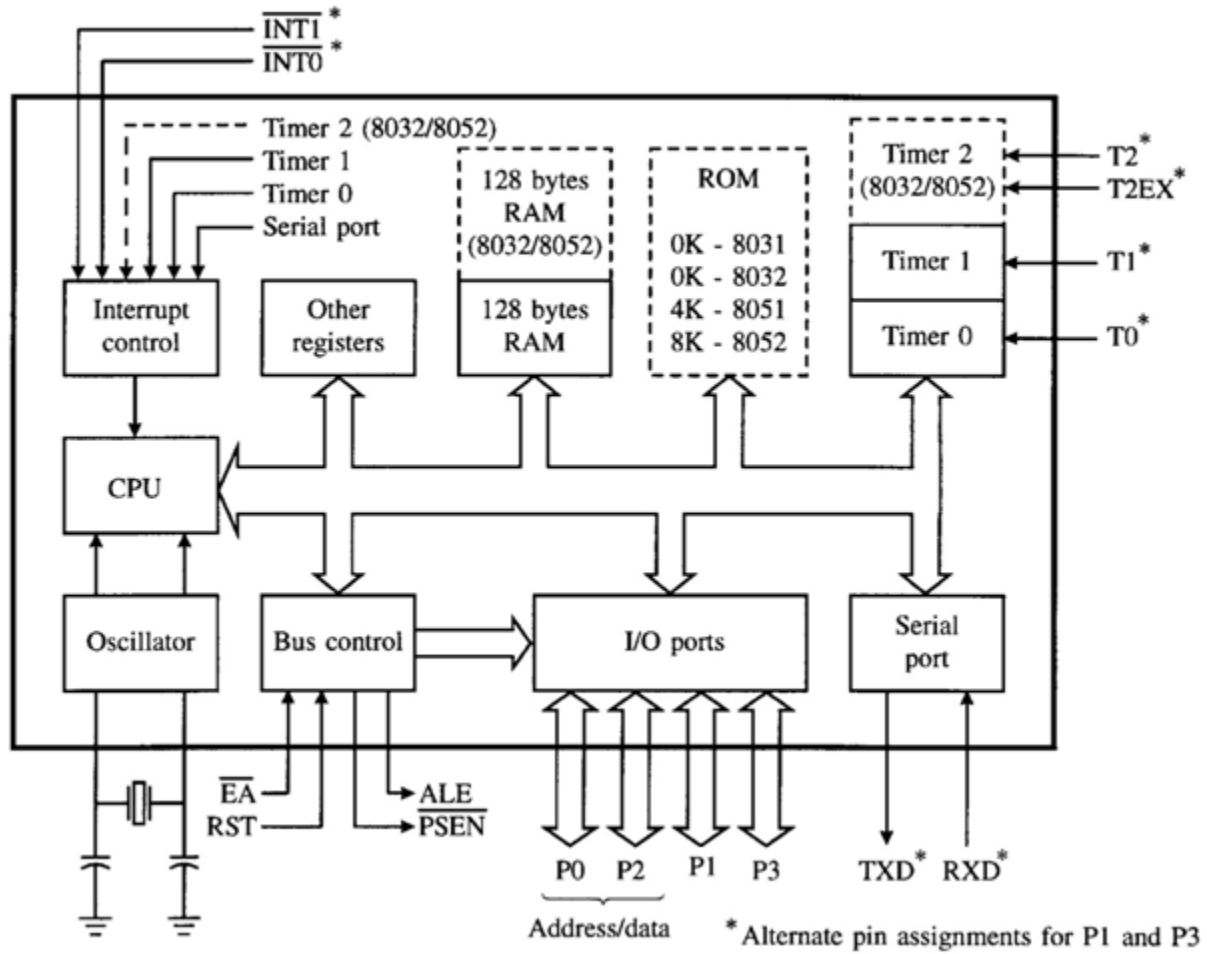 INT1*
INT0*
Timer 2 (8032/8052)
Timer 1
Timer 0
Serial port
128 bytes
RAM
(8032/8052)
128 bytes
RAM
ROM
0K - 8031
0K - 8032
4K - 8051
8K - 8052
Timer 2
(8032/8052)
Timer 1
Timer 0
T2*
T2EX*
T1*
T0*
Interrupt
control
Other
registers
CPU
Oscillator
Bus control
I/O ports
Serial
port
EA
RST
ALE
PSEN
P0
P2
P1
P3
Address/data
TXD*
RXD*
*Alternate pin assignments for P1 and P3